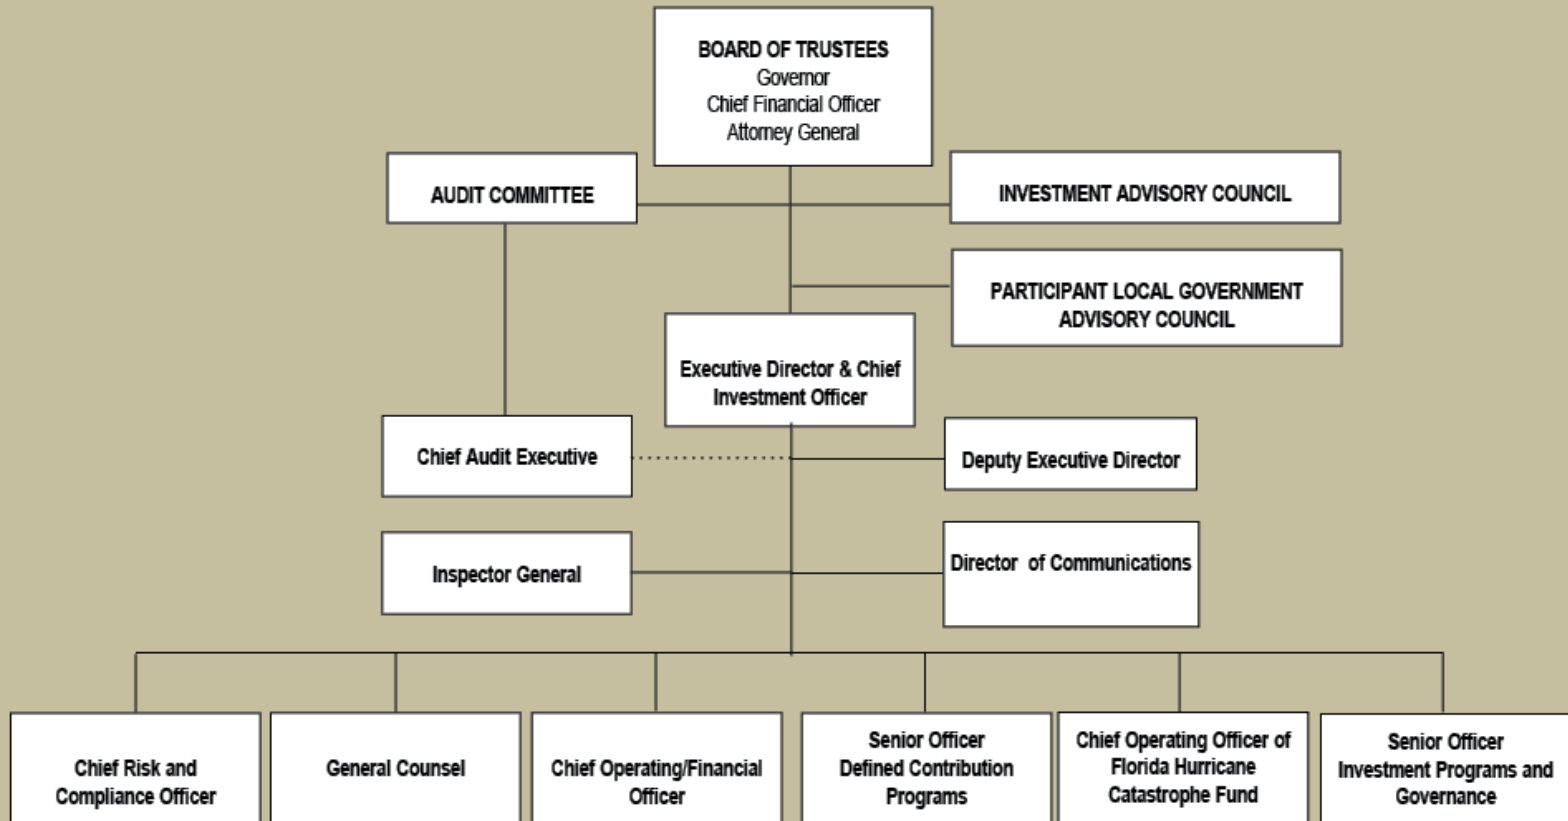 BOARD OF TRUSTEES
Governor
Chief Financial Officer
Attorney General
AUDIT COMMITTEE
INVESTMENT ADVISORY COUNCIL
PARTICIPANT LOCAL GOVERNMENT
ADVISORY COUNCIL
Executive Director & Chief
Investment Officer
Chief Audit Executive
Deputy Executive Director
Inspector General
Director of Communications
Chief Risk and
Compliance Officer
General Counsel
Chief Operating/Financial
Officer
Senior Officer
Defined Contribution
Programs
Chief Operating Officer of
Florida Hurricane
Catastrophe Fund
Senior Officer
Investment Programs and
Governance